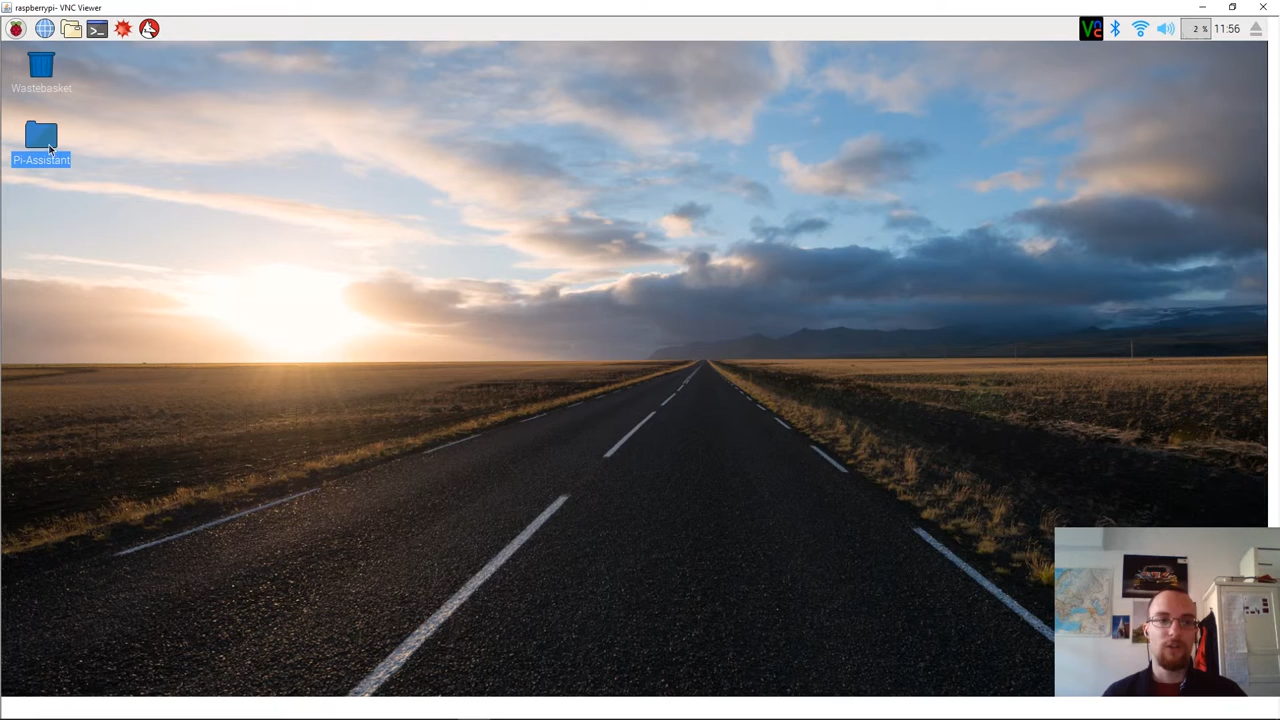 raspberrypi- VNC Viewer
2 %
11:56
Wastebasket
Pi-Assistant